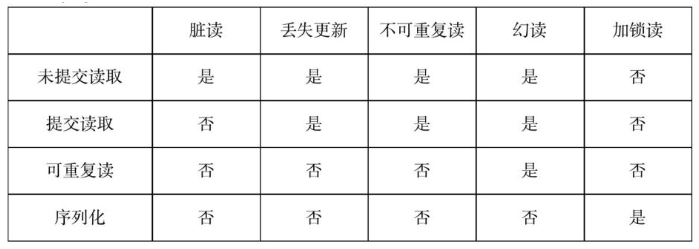 脏读 丢失更新 不可重复读 幻读 加锁读
未提交读取 是 是 是 是 否
提交读取 否 是 是 是 否
可重复读 否 否 否 是 否
序列化 否 否 否 否 是